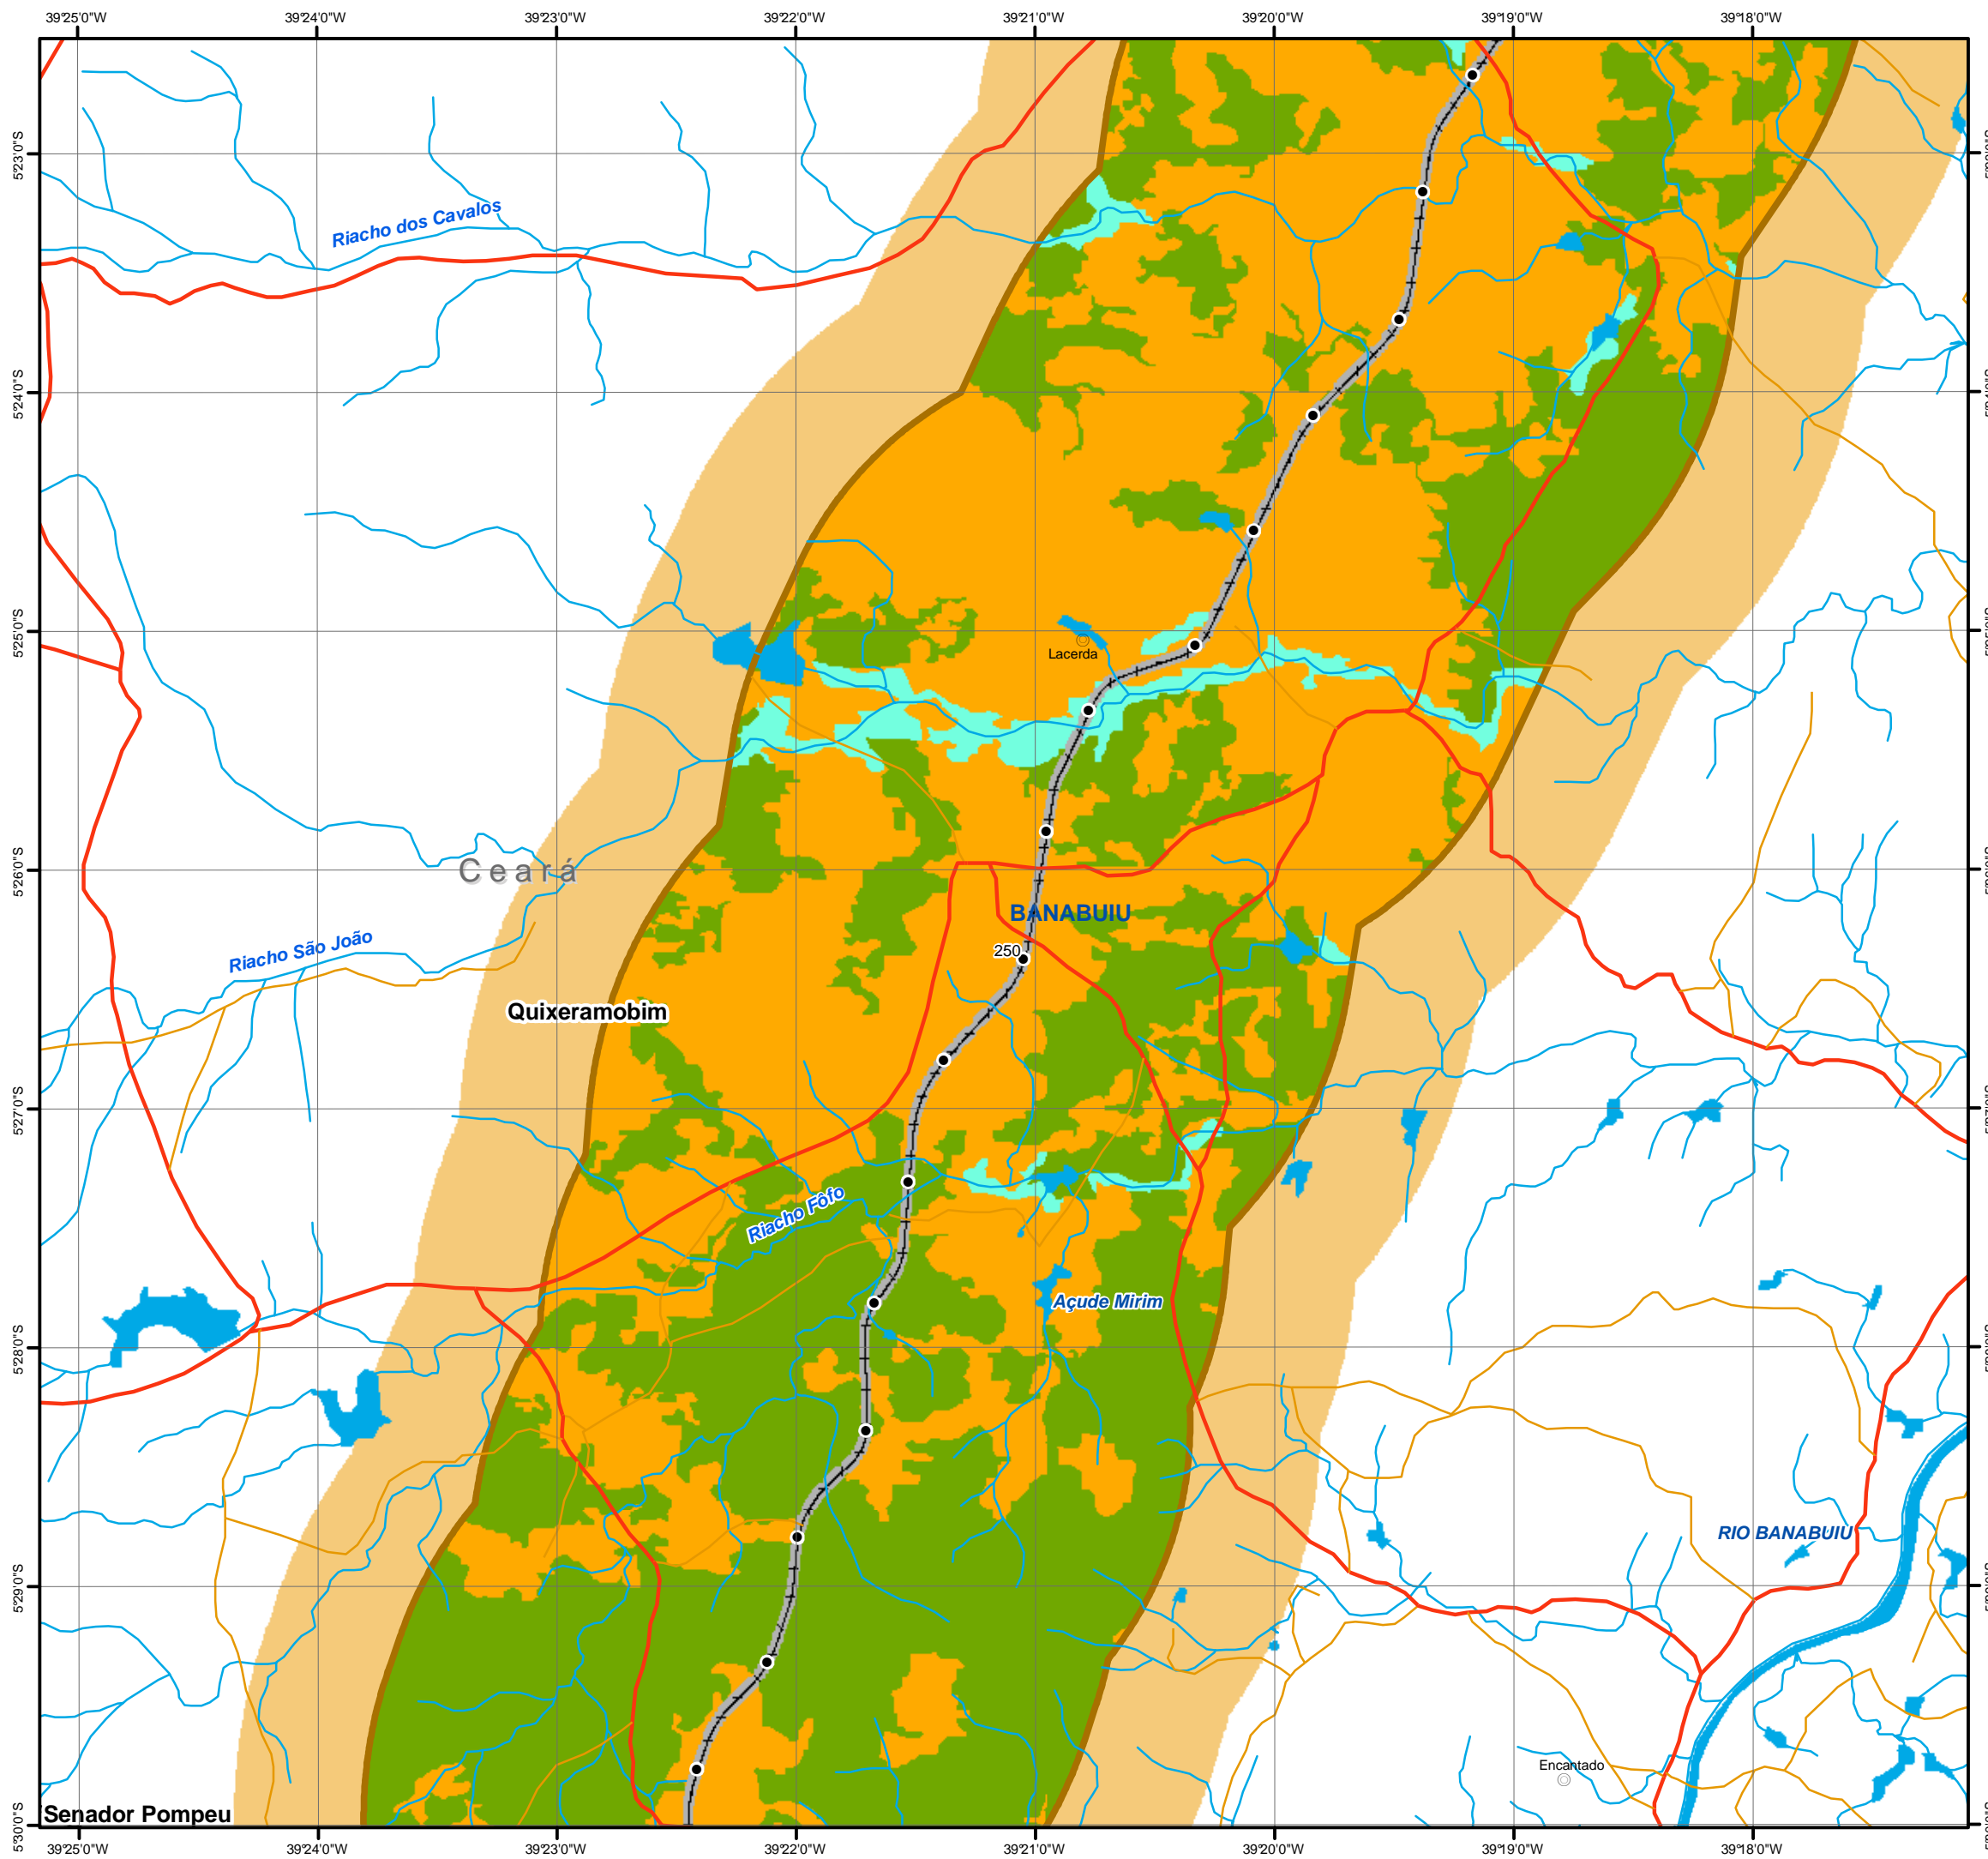 39°25'0"W 39°24'0"W 39°23'0"W 39°22'0"W 39°21'0"W 39°20'0"W 39°19'0"W 39°18'0"W
5°23'0"S
Riacho dos Cavalos
5°24'0"S
5°25'0"S
Lacerda
Ceará
5°26'0"S
BANABUIU
Riacho São João
250
Quixeramobim
5°27'0"S
Riacho Fôfo
Açude Mirim
5°28'0"S
RIO BANABUIU
5°29'0"S
Encantado
Senador Pompeu
5°30'0"S
39°25'0"W 39°24'0"W 39°23'0"W 39°22'0"W 39°21'0"W 39°20'0"W 39°19'0"W 39°18'0"W